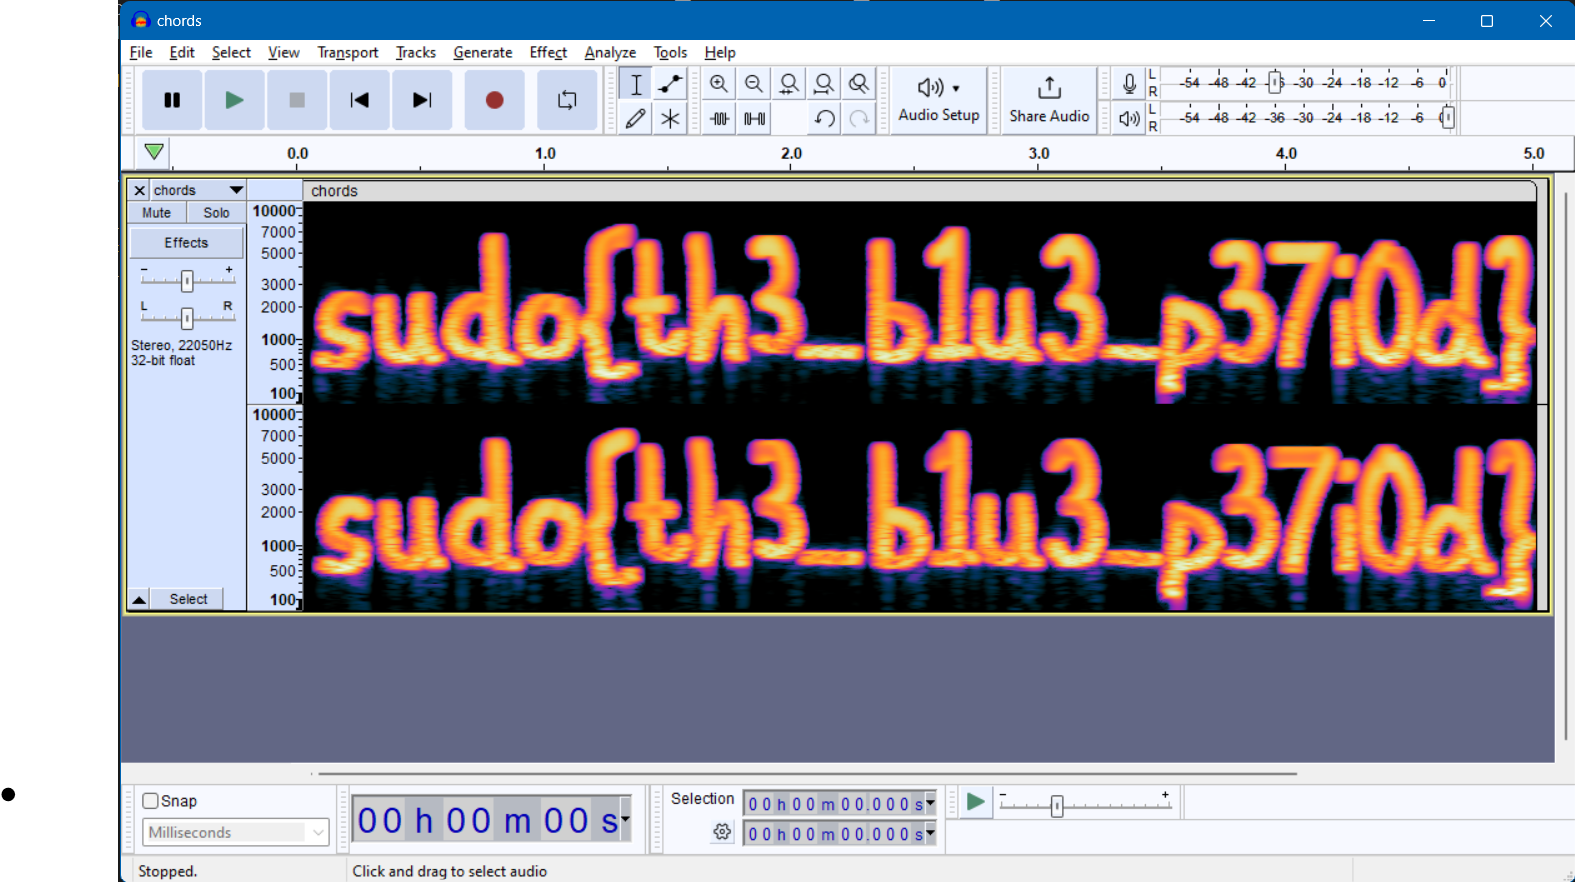 chords
File Edit Select View Transport Tracks Generate Effect Analyze Tools Help
Audio Setup
Share Audio
L
R
-54 -48 -42 -36 -30 -24 -18 -12 -6 0
L
R
-54 -48 -42 -36 -30 -24 -18 -12 -6 0
0.0 1.0 2.0 3.0 4.0 5.0
chords
Mute Solo
Effects
- +
L R
Stereo, 22050Hz
32-bit float
Select
chords
10000
7000
5000
3000
2000
1000
500
100
sudo{th3_b1u3_p37i0d}
10000
7000
5000
3000
2000
1000
500
100
sudo{th3_b1u3_p37i0d}
Snap
Milliseconds
00 h 00 m 00 s
Selection
00 h 00 m 00.000 s
00 h 00 m 00.000 s
- +
Stopped.
Click and drag to select audio